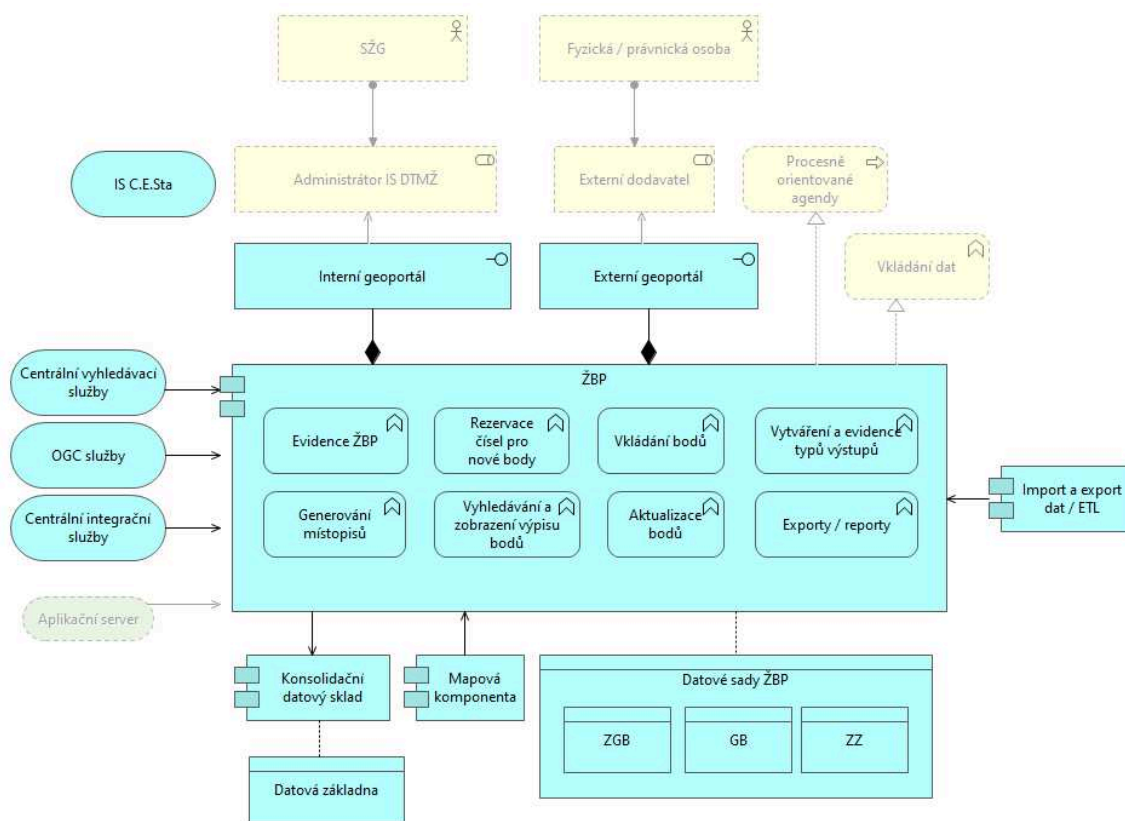 SŽG
Fyzická / právnická osoba
IS C.E.Sta
Administrátor IS DTMŽ
Externí dodavatel
Procesně
orientované
agendy
Interní geoportál
Externí geoportál
Vkládání dat
Centrální vyhledávací
služby
OGC služby
Centrální integrační
služby
Aplikační server
ŽBP
Evidence ŽBP
Rezervace
čísel pro
nové body
Vkládání bodů
Vytváření a evidence
typů výstupů
Generování
místopisů
Vyhledávání a
zobrazení výpisu
bodů
Aktualizace
bodů
Exporty / reporty
Import a export
dat / ETL
Konsolidační
datový sklad
Mapová
komponenta
Datové sady ŽBP
ZGB
GB
ZZ
Datová základna